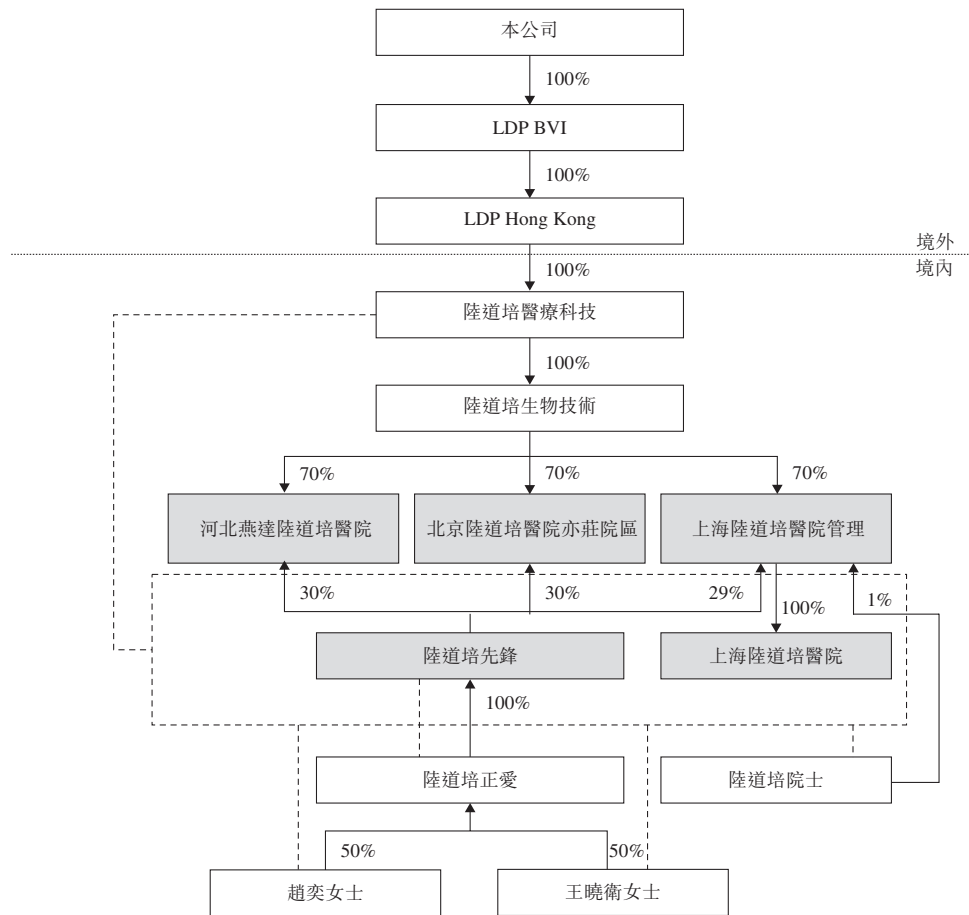 本公司
100%
LDP BVI
100%
LDP Hong Kong
境外
境內
100%
陸道培醫療科技
100%
陸道培生物技術
70%
70%
70%
河北燕達陸道培醫院
北京陸道培醫院亦莊院區
上海陸道培醫院管理
30%
30%
29%
100%
1%
陸道培先鋒
上海陸道培醫院
100%
陸道培正愛
陸道培院士
50%
50%
趙奕女士
王曉衛女士